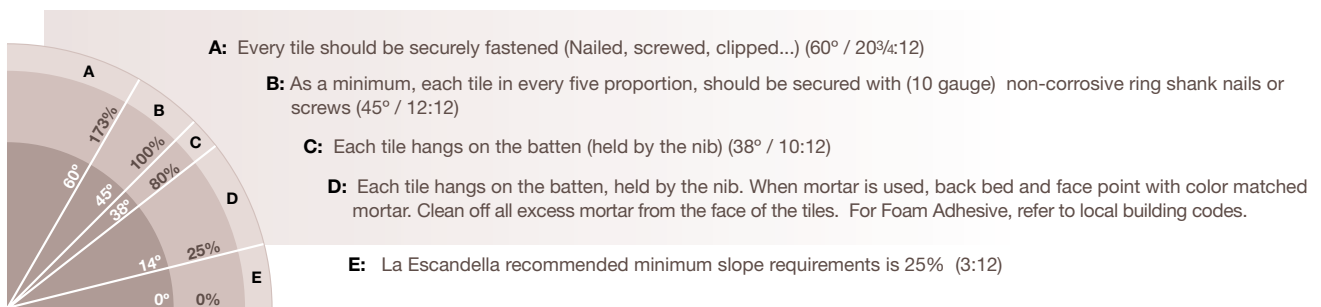 A: Every tile should be securely fastened (Nailed, screwed, clipped...) (60º / 20¾:12)
B: As a minimum, each tile in every five proportion, should be secured with (10 gauge) non-corrosive ring shank nails or
screws (45º / 12:12)
C: Each tile hangs on the batten (held by the nib) (38º / 10:12)
D: Each tile hangs on the batten, held by the nib. When mortar is used, back bed and face point with color matched
mortar. Clean off all excess mortar from the face of the tiles. For Foam Adhesive, refer to local building codes.
E: La Escandella recommended minimum slope requirements is 25% (3:12)
A
B
C
D
E
173%
100%
80%
25%
0%
60º
45º
38º
14º
0º